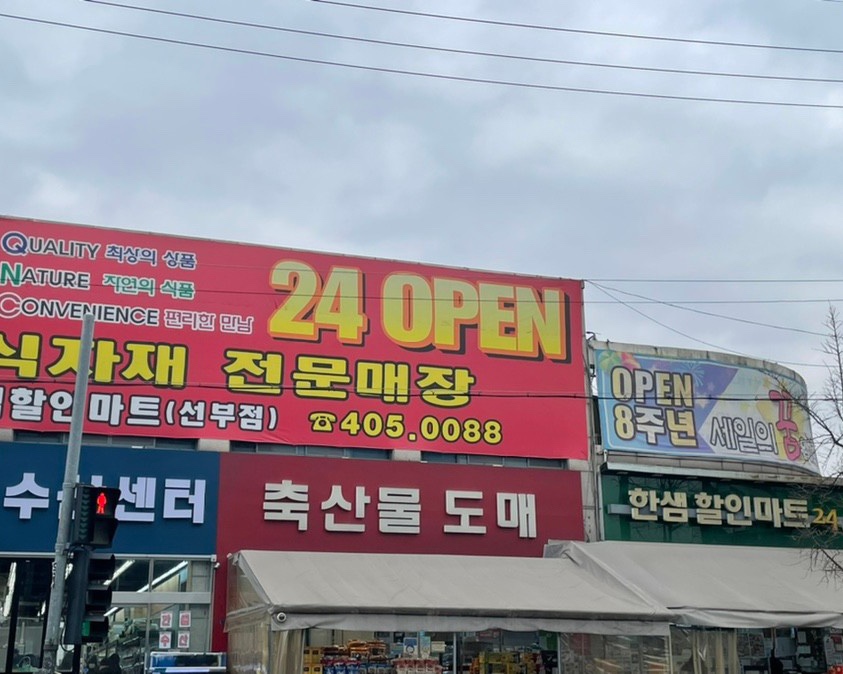 QUALITY 최상의 상품
NATURE 자연의 식품
CONVENIENCE 편리한 만남
24 OPEN
식자재 전문매장
할인마트(선부점) ☎405.0088
OPEN
8주년
세일의 꿈
센터
축산물 도매
한샘 할인마트24